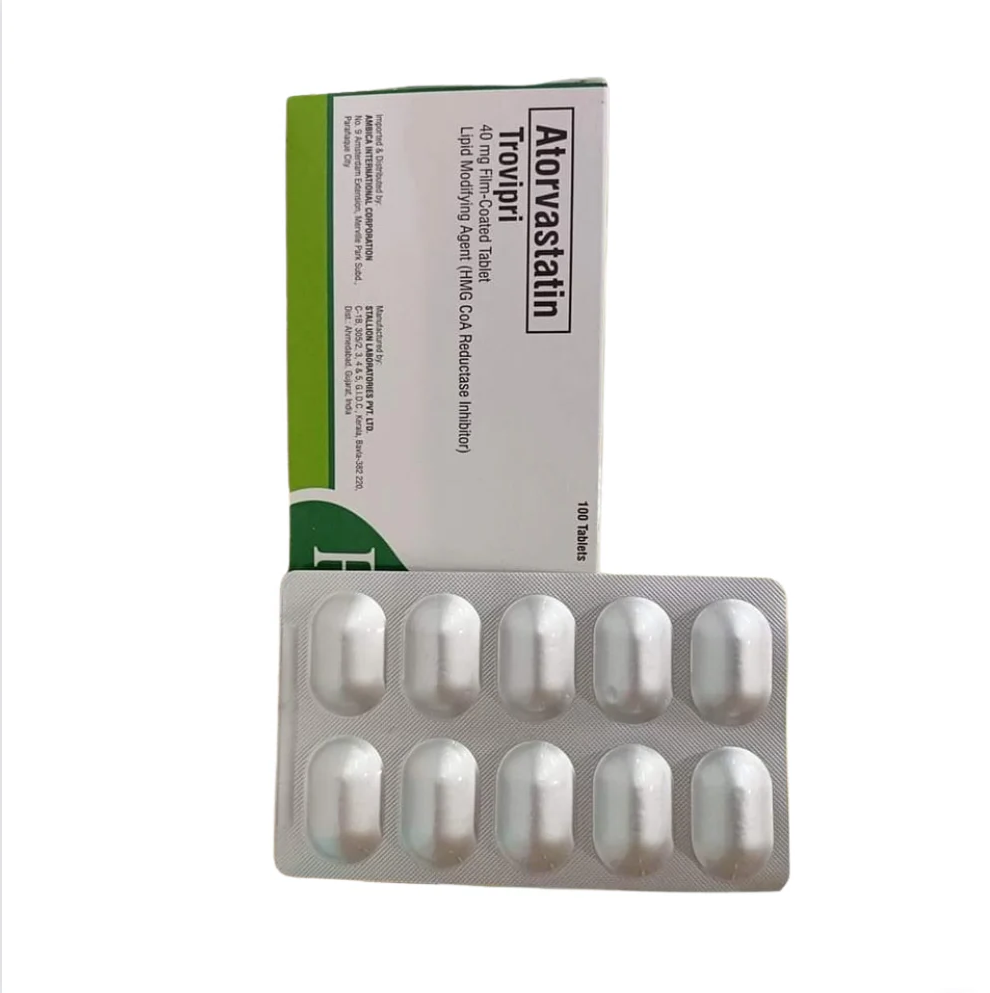 Atorvastatin
Trovipri
40 mg Film-Coated Tablet
Lipid Modifying Agent (HMG CoA Reductase Inhibitor)
100 Tablets
Imported & Distributed by:
AMBICA INTERNATIONAL CORPORATION
No. 9 Amsterdam Extension, Merville Park Subd.,
Parañaque City
Manufactured by:
STALLION LABORATORIES PVT. LTD.
C-1B, 305/2, 3, 4 & 5, G.I.D.C., Kerala, Bavla-382 220,
Dist.: Ahmedabad, Gujarat, India